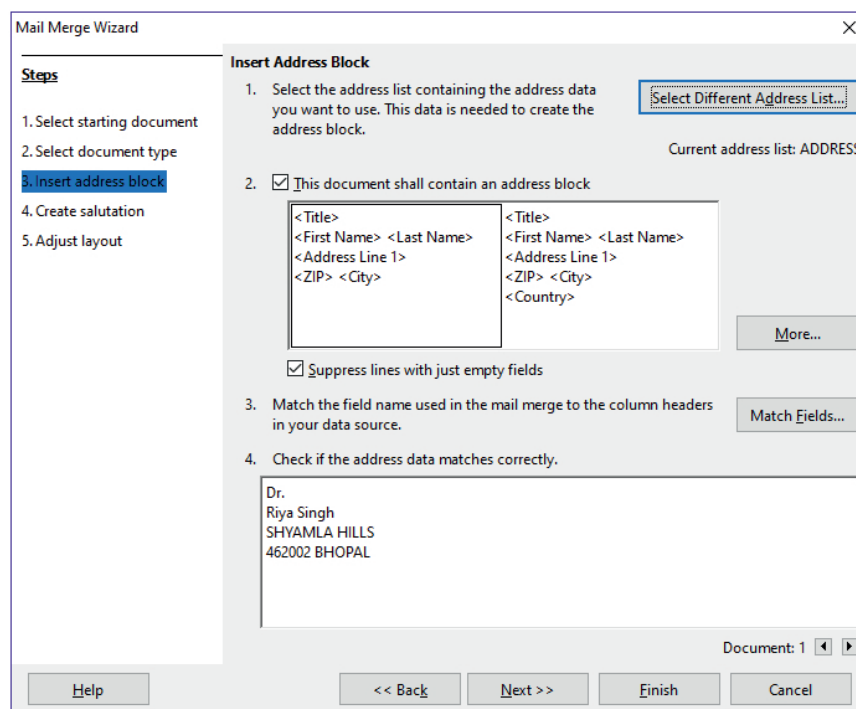 Mail Merge Wizard
Steps
1. Select starting document
2. Select document type
3. Insert address block
4. Create salutation
5. Adjust layout
Insert Address Block
1. Select the address list containing the address data
you want to use. This data is needed to create the
address block.
Select Different Address List...
Current address list: ADDRESS
2. This document shall contain an address block
<Title>
<First Name> <Last Name>
<Address Line 1>
<ZIP> <City>
<Title>
<First Name> <Last Name>
<Address Line 1>
<ZIP> <City>
<Country>
More...
Suppress lines with just empty fields
3. Match the field name used in the mail merge to the column headers
in your data source.
Match Fields...
4. Check if the address data matches correctly.
Dr.
Riya Singh
SHYAMLA HILLS
462002 BHOPAL
Document: 1
Help
<< Back
Next >>
Finish
Cancel